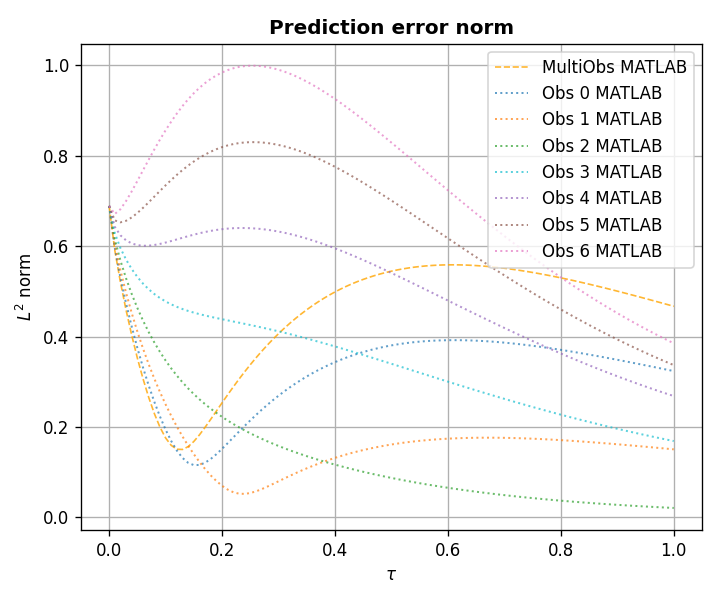 Prediction error norm
1.0
0.8
0.6
0.4
0.2
0.0
L² norm
0.0
0.2
0.4
0.6
0.8
1.0
τ
MultiObs MATLAB
Obs 0 MATLAB
Obs 1 MATLAB
Obs 2 MATLAB
Obs 3 MATLAB
Obs 4 MATLAB
Obs 5 MATLAB
Obs 6 MATLAB